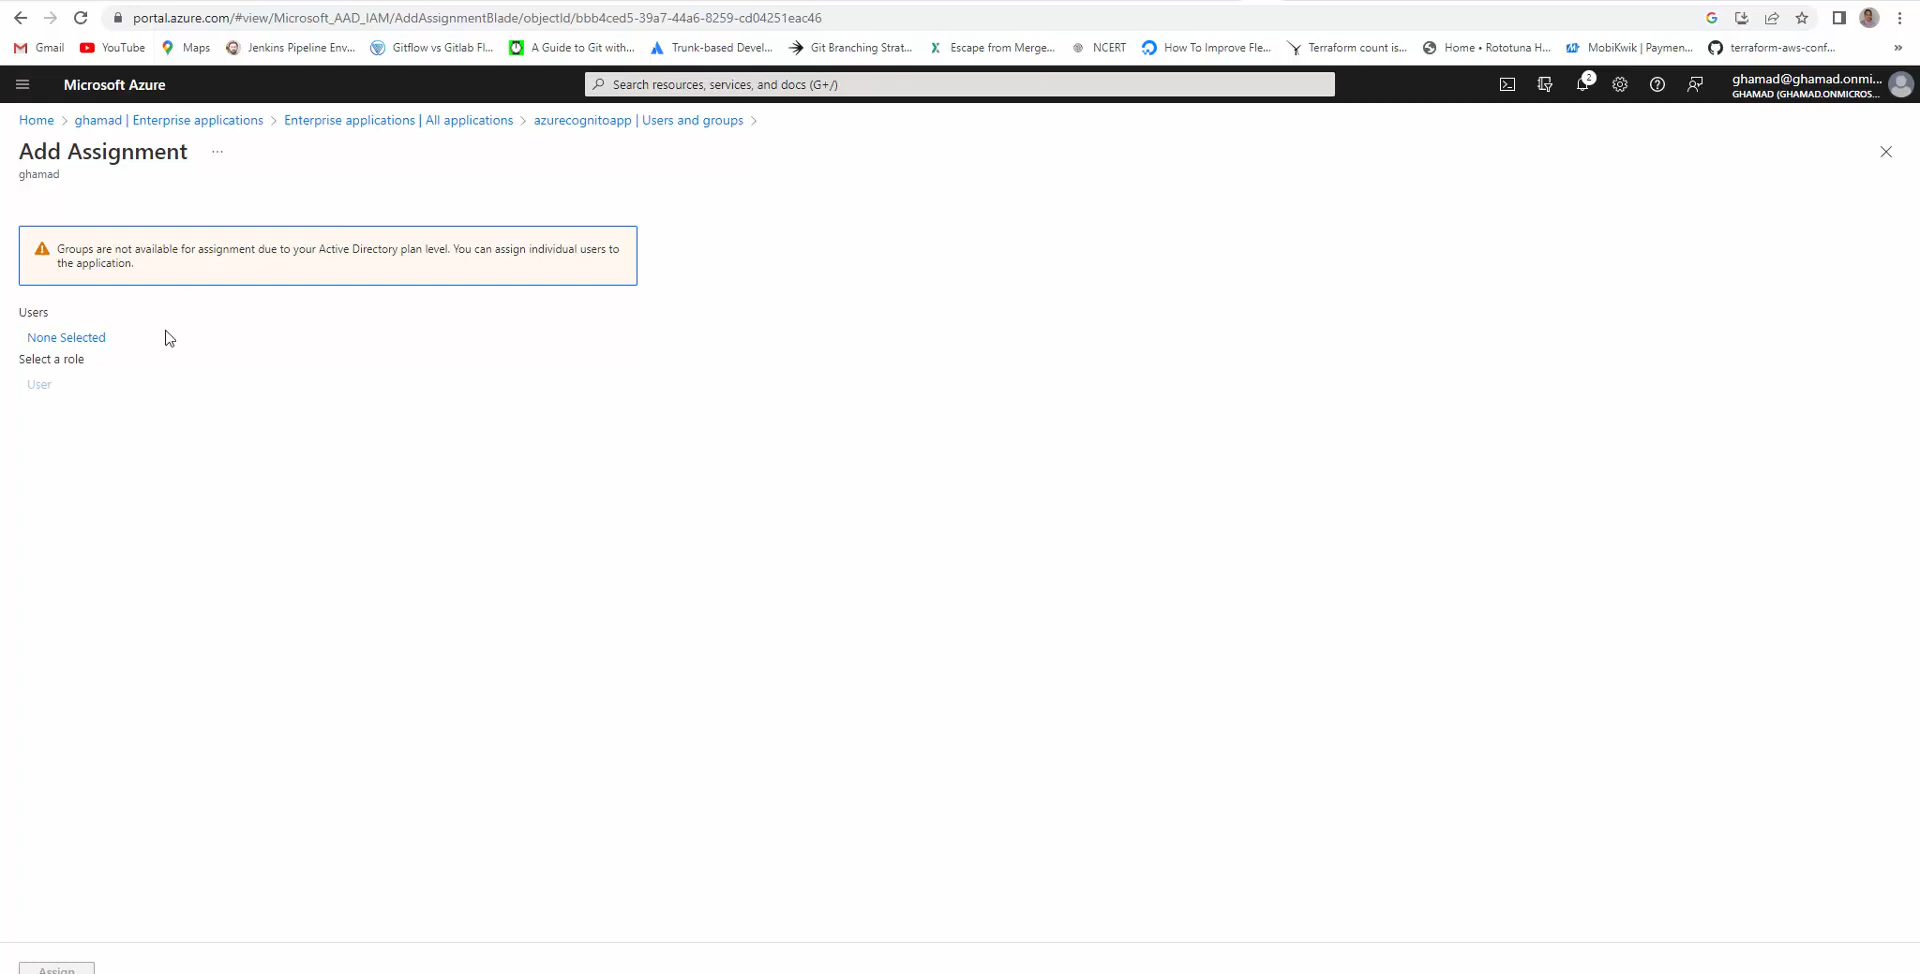 portal.azure.com/#view/Microsoft_AAD_IAM/AddAssignmentBlade/objectId/bbb4ced5-39a7-44a6-8259-cd04251eac46
Gmail YouTube Maps Jenkins Pipeline Env... Gitflow vs Gitlab Fl... A Guide to Git with... Trunk-based Devel... Git Branching Strat... Escape from Merge... NCERT How To Improve Fle... Terraform count is... Home • Rototuna H... MobiKwik | Paymen... terraform-aws-conf... »
Microsoft Azure
Search resources, services, and docs (G+/)
2
ghamad@ghamad.onmi...
GHAMAD (GHAMAD.ONMICROS...
Home > ghamad | Enterprise applications > Enterprise applications | All applications > azurecognitoapp | Users and groups >
Add Assignment ...
ghamad
Groups are not available for assignment due to your Active Directory plan level. You can assign individual users to
the application.
Users
None Selected
Select a role
User
Assign